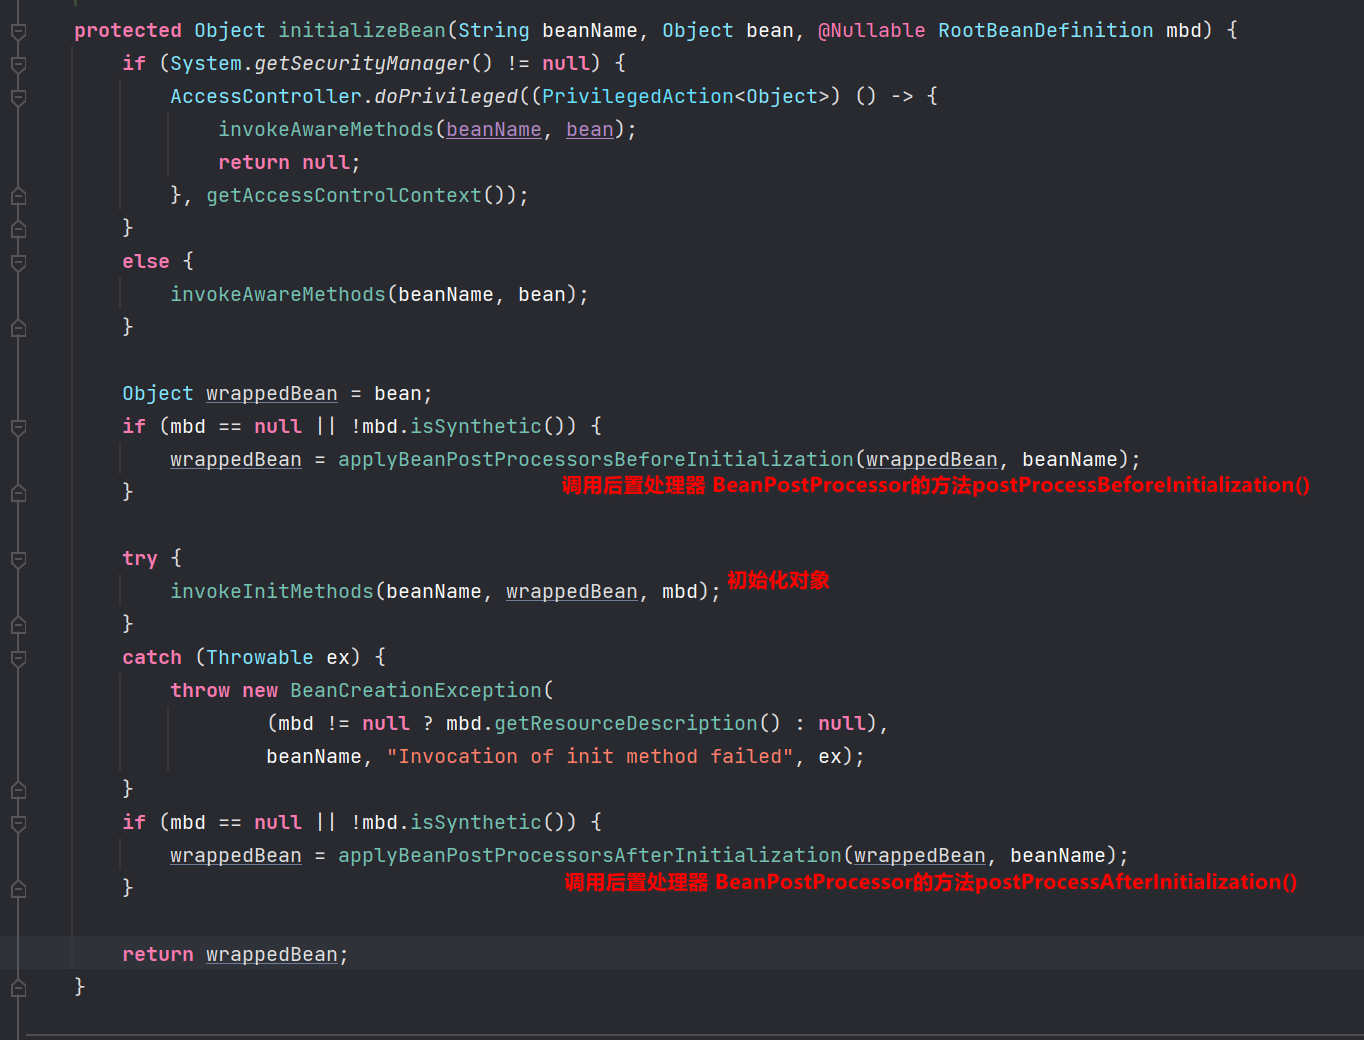 protected Object initializeBean(String beanName, Object bean, @Nullable RootBeanDefinition mbd) {
if (System.getSecurityManager() != null) {
AccessController.doPrivileged((PrivilegedAction<Object>) () -> {
invokeAwareMethods(beanName, bean);
return null;
}, getAccessControlContext());
}
else {
invokeAwareMethods(beanName, bean);
}
Object wrappedBean = bean;
if (mbd == null || !mbd.isSynthetic()) {
wrappedBean = applyBeanPostProcessorsBeforeInitialization(wrappedBean, beanName);
}
调用后置处理器 BeanPostProcessor的方法postProcessBeforeInitialization()
try {
invokeInitMethods(beanName, wrappedBean, mbd); 初始化对象
}
catch (Throwable ex) {
throw new BeanCreationException(
(mbd != null ? mbd.getResourceDescription() : null),
beanName, "Invocation of init method failed", ex);
}
if (mbd == null || !mbd.isSynthetic()) {
wrappedBean = applyBeanPostProcessorsAfterInitialization(wrappedBean, beanName);
}
调用后置处理器 BeanPostProcessor的方法postProcessAfterInitialization()
return wrappedBean;
}